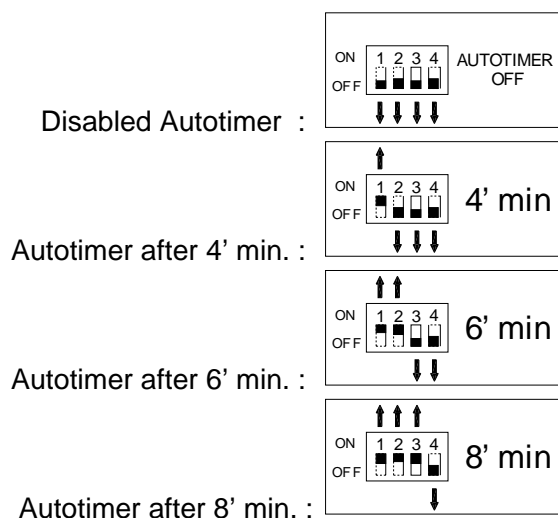 ON 1 2 3 4 AUTOTIMER
OFF OFF
Disabled Autotimer :
ON 1 2 3 4 4' min
OFF
Autotimer after 4' min. :
ON 1 2 3 4 6' min
OFF
Autotimer after 6' min. :
ON 1 2 3 4 8' min
OFF
Autotimer after 8' min. :